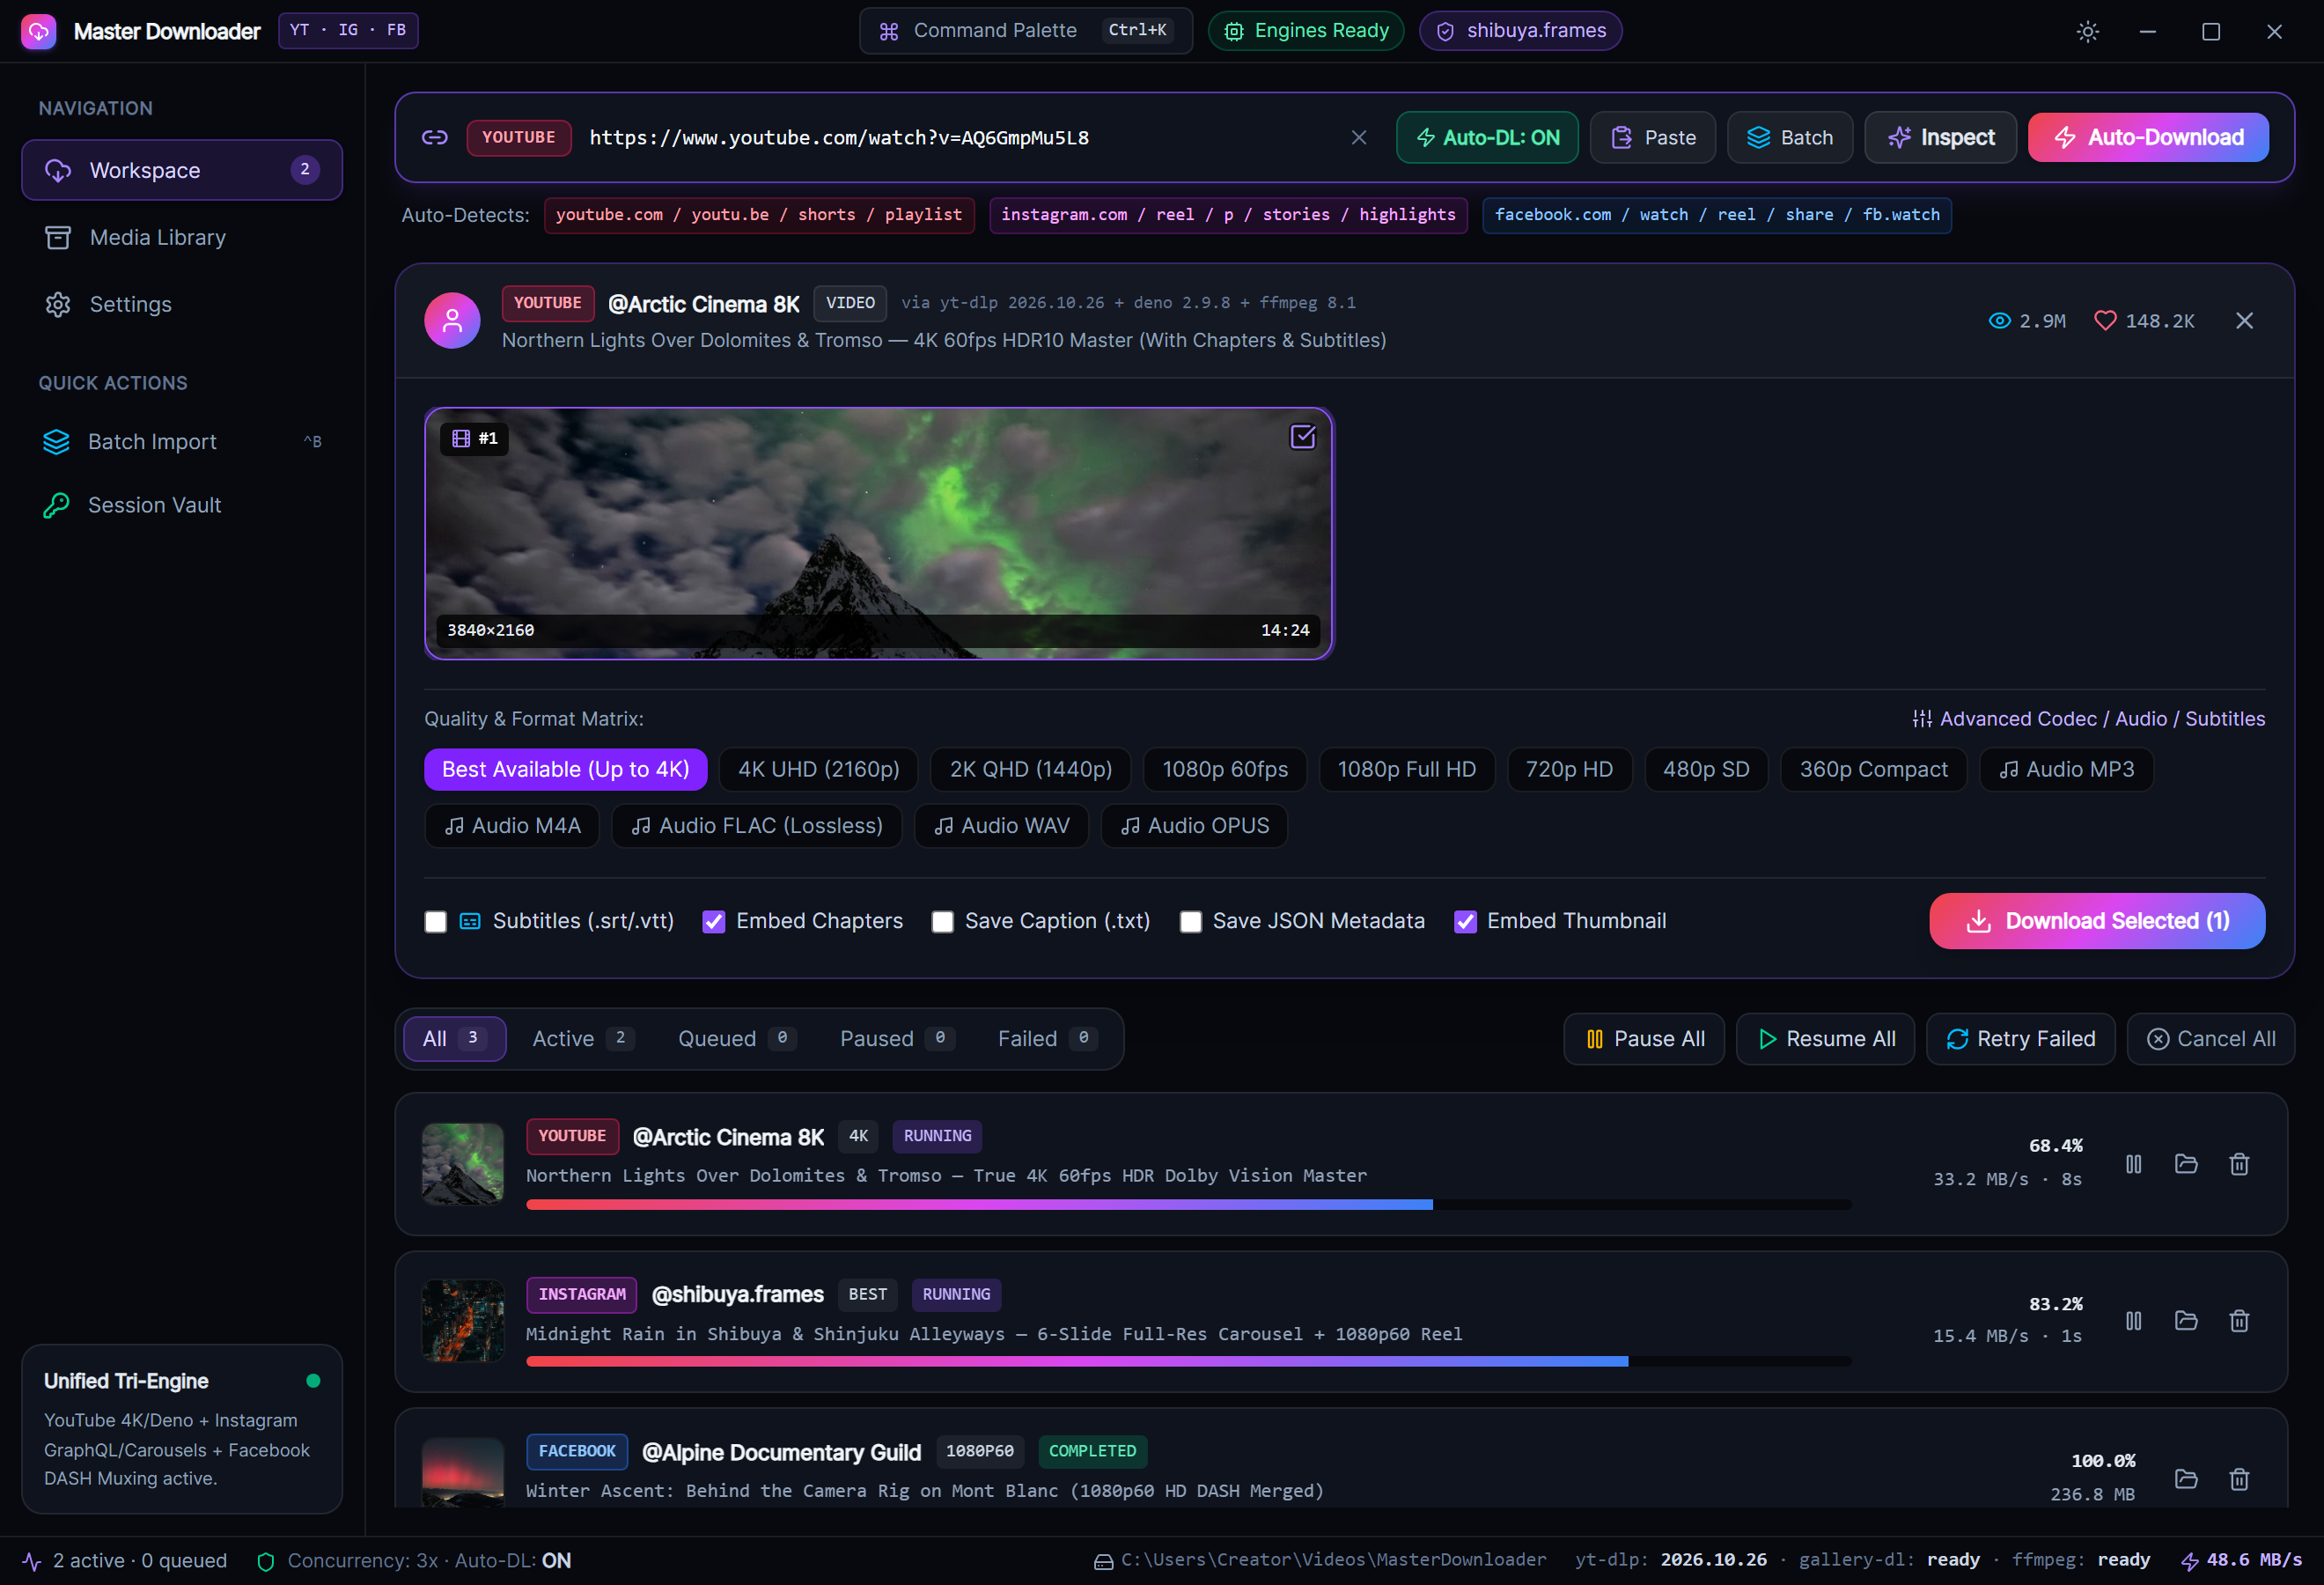 Master Downloader YT · IG · FB Command Palette Ctrl+K Engines Ready shibuya.frames
NAVIGATION
Workspace 2
Media Library
Settings
QUICK ACTIONS
Batch Import ^B
Session Vault
Unified Tri-Engine
YouTube 4K/Deno + Instagram
GraphQL/Carousels + Facebook
DASH Muxing active.
YOUTUBE https://www.youtube.com/watch?v=AQ6GmpMu5L8 Auto-DL: ON Paste Batch Inspect Auto-Download
Auto-Detects: youtube.com / youtu.be / shorts / playlist instagram.com / reel / p / stories / highlights facebook.com / watch / reel / share / fb.watch
YOUTUBE @Arctic Cinema 8K VIDEO via yt-dlp 2026.10.26 + deno 2.9.8 + ffmpeg 8.1
Northern Lights Over Dolomites & Tromso — 4K 60fps HDR10 Master (With Chapters & Subtitles)
2.9M 148.2K
#1
3840×2160 14:24
Quality & Format Matrix: Advanced Codec / Audio / Subtitles
Best Available (Up to 4K) 4K UHD (2160p) 2K QHD (1440p) 1080p 60fps 1080p Full HD 720p HD 480p SD 360p Compact Audio MP3
Audio M4A Audio FLAC (Lossless) Audio WAV Audio OPUS
Subtitles (.srt/.vtt) Embed Chapters Save Caption (.txt) Save JSON Metadata Embed Thumbnail Download Selected (1)
All 3 Active 2 Queued 0 Paused 0 Failed 0 Pause All Resume All Retry Failed Cancel All
YOUTUBE @Arctic Cinema 8K 4K RUNNING
Northern Lights Over Dolomites & Tromso — True 4K 60fps HDR Dolby Vision Master
68.4%
33.2 MB/s · 8s
INSTAGRAM @shibuya.frames BEST RUNNING
Midnight Rain in Shibuya & Shinjuku Alleyways — 6-Slide Full-Res Carousel + 1080p60 Reel
83.2%
15.4 MB/s · 1s
FACEBOOK @Alpine Documentary Guild 1080P60 COMPLETED
Winter Ascent: Behind the Camera Rig on Mont Blanc (1080p60 HD DASH Merged)
100.0%
236.8 MB
2 active · 0 queued Concurrency: 3x · Auto-DL: ON C:\Users\Creator\Videos\MasterDownloader yt-dlp: 2026.10.26 · gallery-dl: ready · ffmpeg: ready 48.6 MB/s